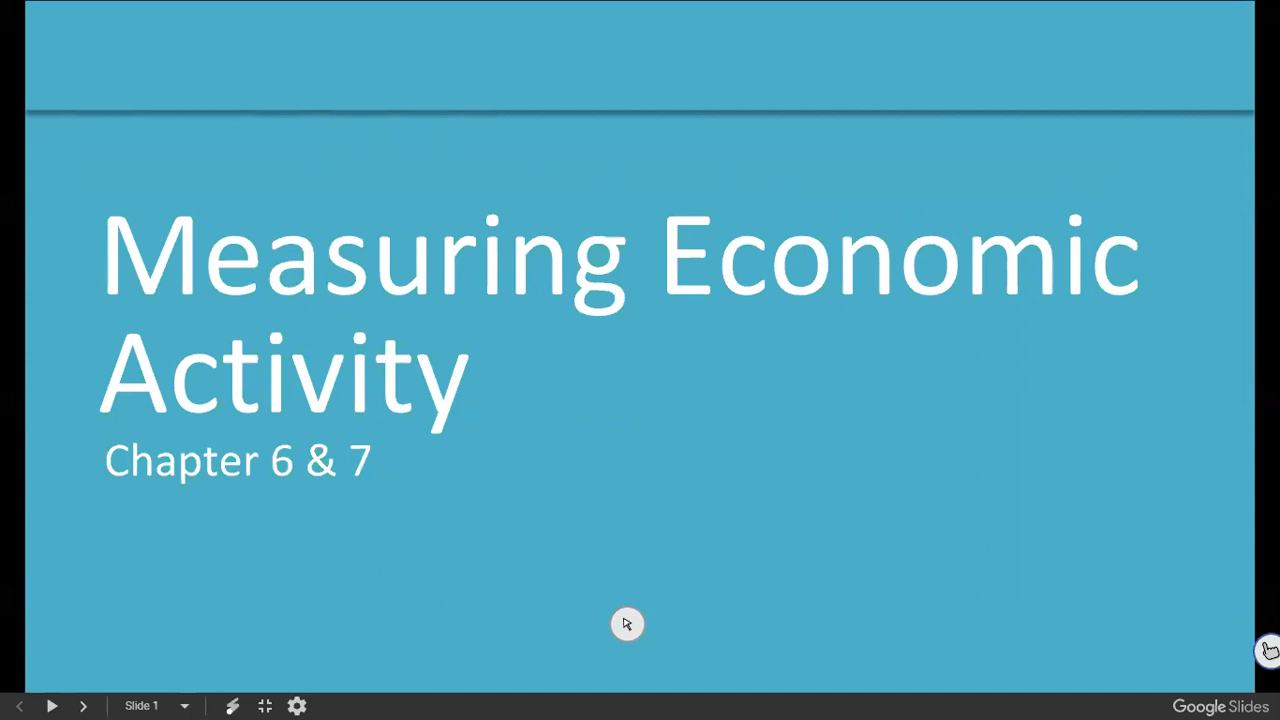 Measuring Economic
Activity
Chapter 6 & 7
Slide 1
Google Slides